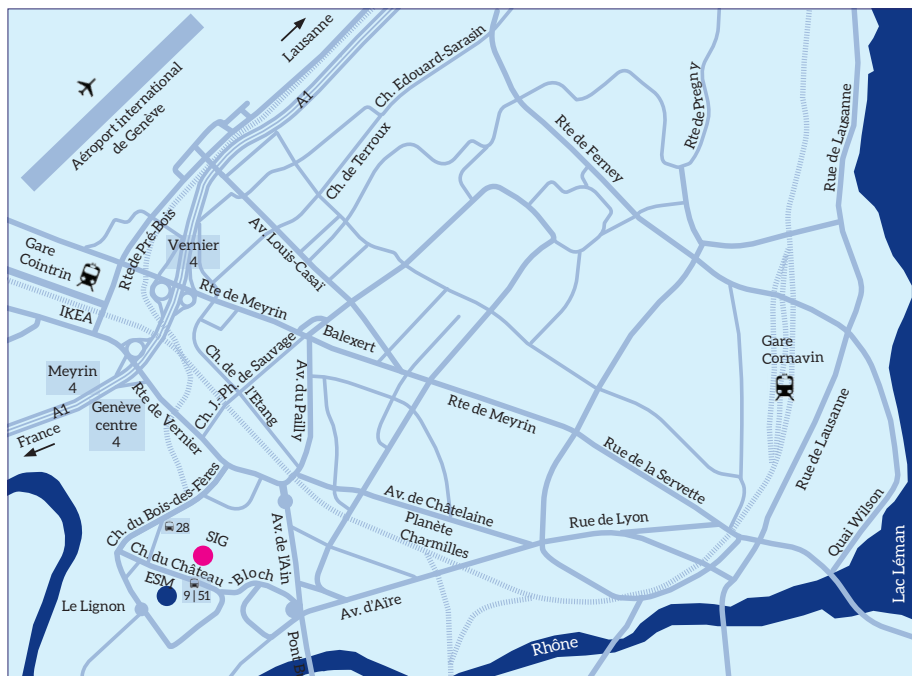 Lausanne
A1
Aéroport international
de Genève
Ch. Edouard-Sarasin
Ch. de Terroux
Rte de Ferney
Rte de Pregny
Rue de Lausanne
Rte de Pré-Bois
Av. Louis-Casaï
Gare
Cointrin
Vernier
4
Rte de Meyrin
IKEA
Balexert
Gare
Cornavin
Meyrin
4
A1
France
Genève
centre
4
Rte de Vernier
Ch. J.-Ph. de Sauvage
Ch. de
l'Etang
Av. du Pailly
Rte de Meyrin
Rue de la Servette
Rue de Lausanne
Ch. du Bois-des-Fères
28
SIG
Av. de l'Ain
Av. de Châtelaine
Planète
Charmilles
Rue de Lyon
Quai Wilson
Ch. du Château-Bloch
ESM
9|51
Le Lignon
Av. d'Aïre
Pont B
Rhône
Lac Léman